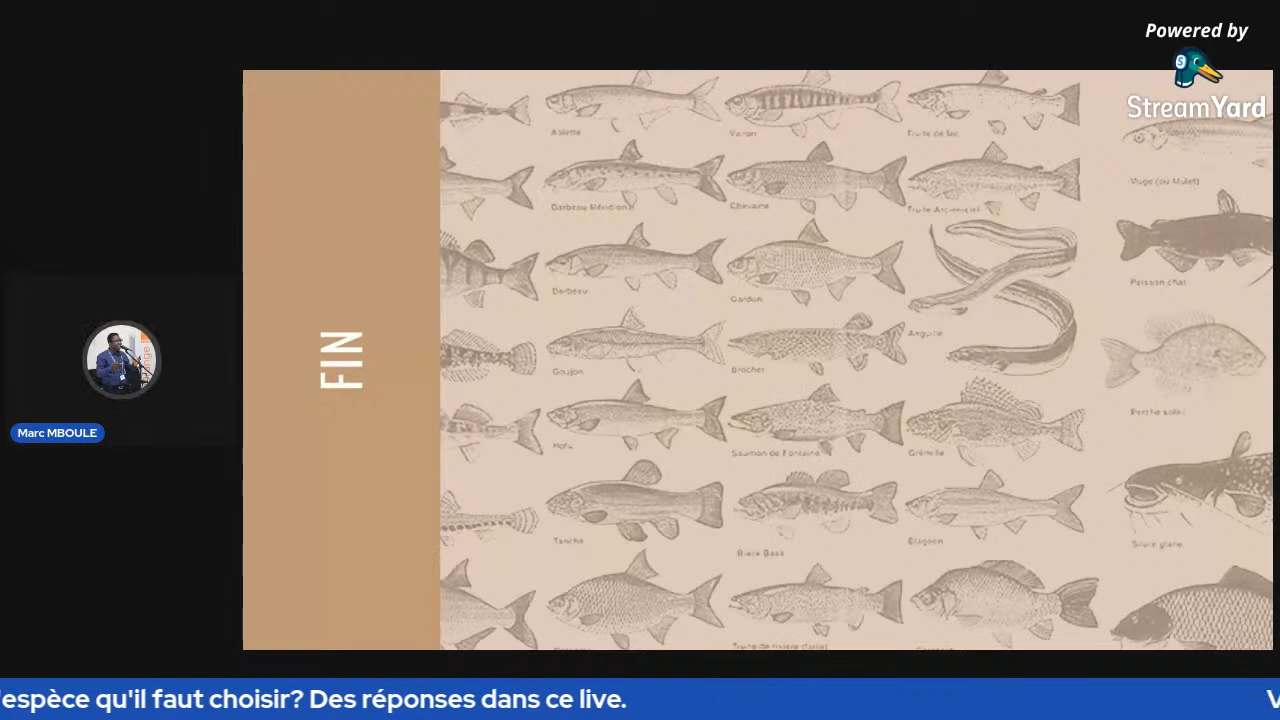 Powered by
StreamYard
Ablette
Vairon
Truite de lac
Muge (ou Mulet)
Barbeau Méridional
Chevaine
Truite Arc-en-ciel
Barbeau
Gardon
Poisson chat
Anguille
Goujon
Brochet
Perche soleil
FIN
Marc MBOULE
Hotu
Saumon de Fontaine
Grémille
Tanche
Black Bass
Blageon
Silure glane
'espèce qu'il faut choisir? Des réponses dans ce live.
V